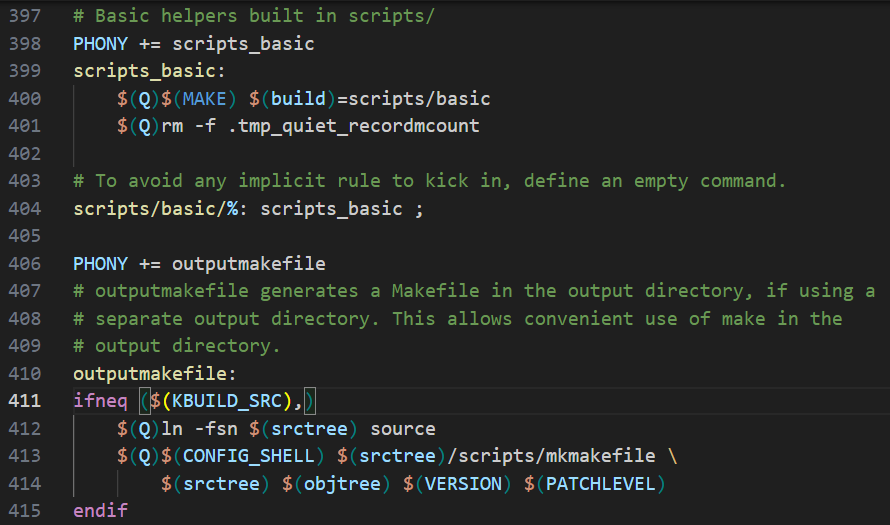 397 # Basic helpers built in scripts/
398 PHONY += scripts_basic
399 scripts_basic:
400     $(Q)$(MAKE) $(build)=scripts/basic
401     $(Q)rm -f .tmp_quiet_recordmcount
402
403 # To avoid any implicit rule to kick in, define an empty command.
404 scripts/basic/%: scripts_basic ;
405
406 PHONY += outputmakefile
407 # outputmakefile generates a Makefile in the output directory, if using a
408 # separate output directory. This allows convenient use of make in the
409 # output directory.
410 outputmakefile:
411 ifneq ($(KBUILD_SRC),)
412     $(Q)ln -fsn $(srctree) source
413     $(Q)$(CONFIG_SHELL) $(srctree)/scripts/mkmakefile \
414         $(srctree) $(objtree) $(VERSION) $(PATCHLEVEL)
415 endif